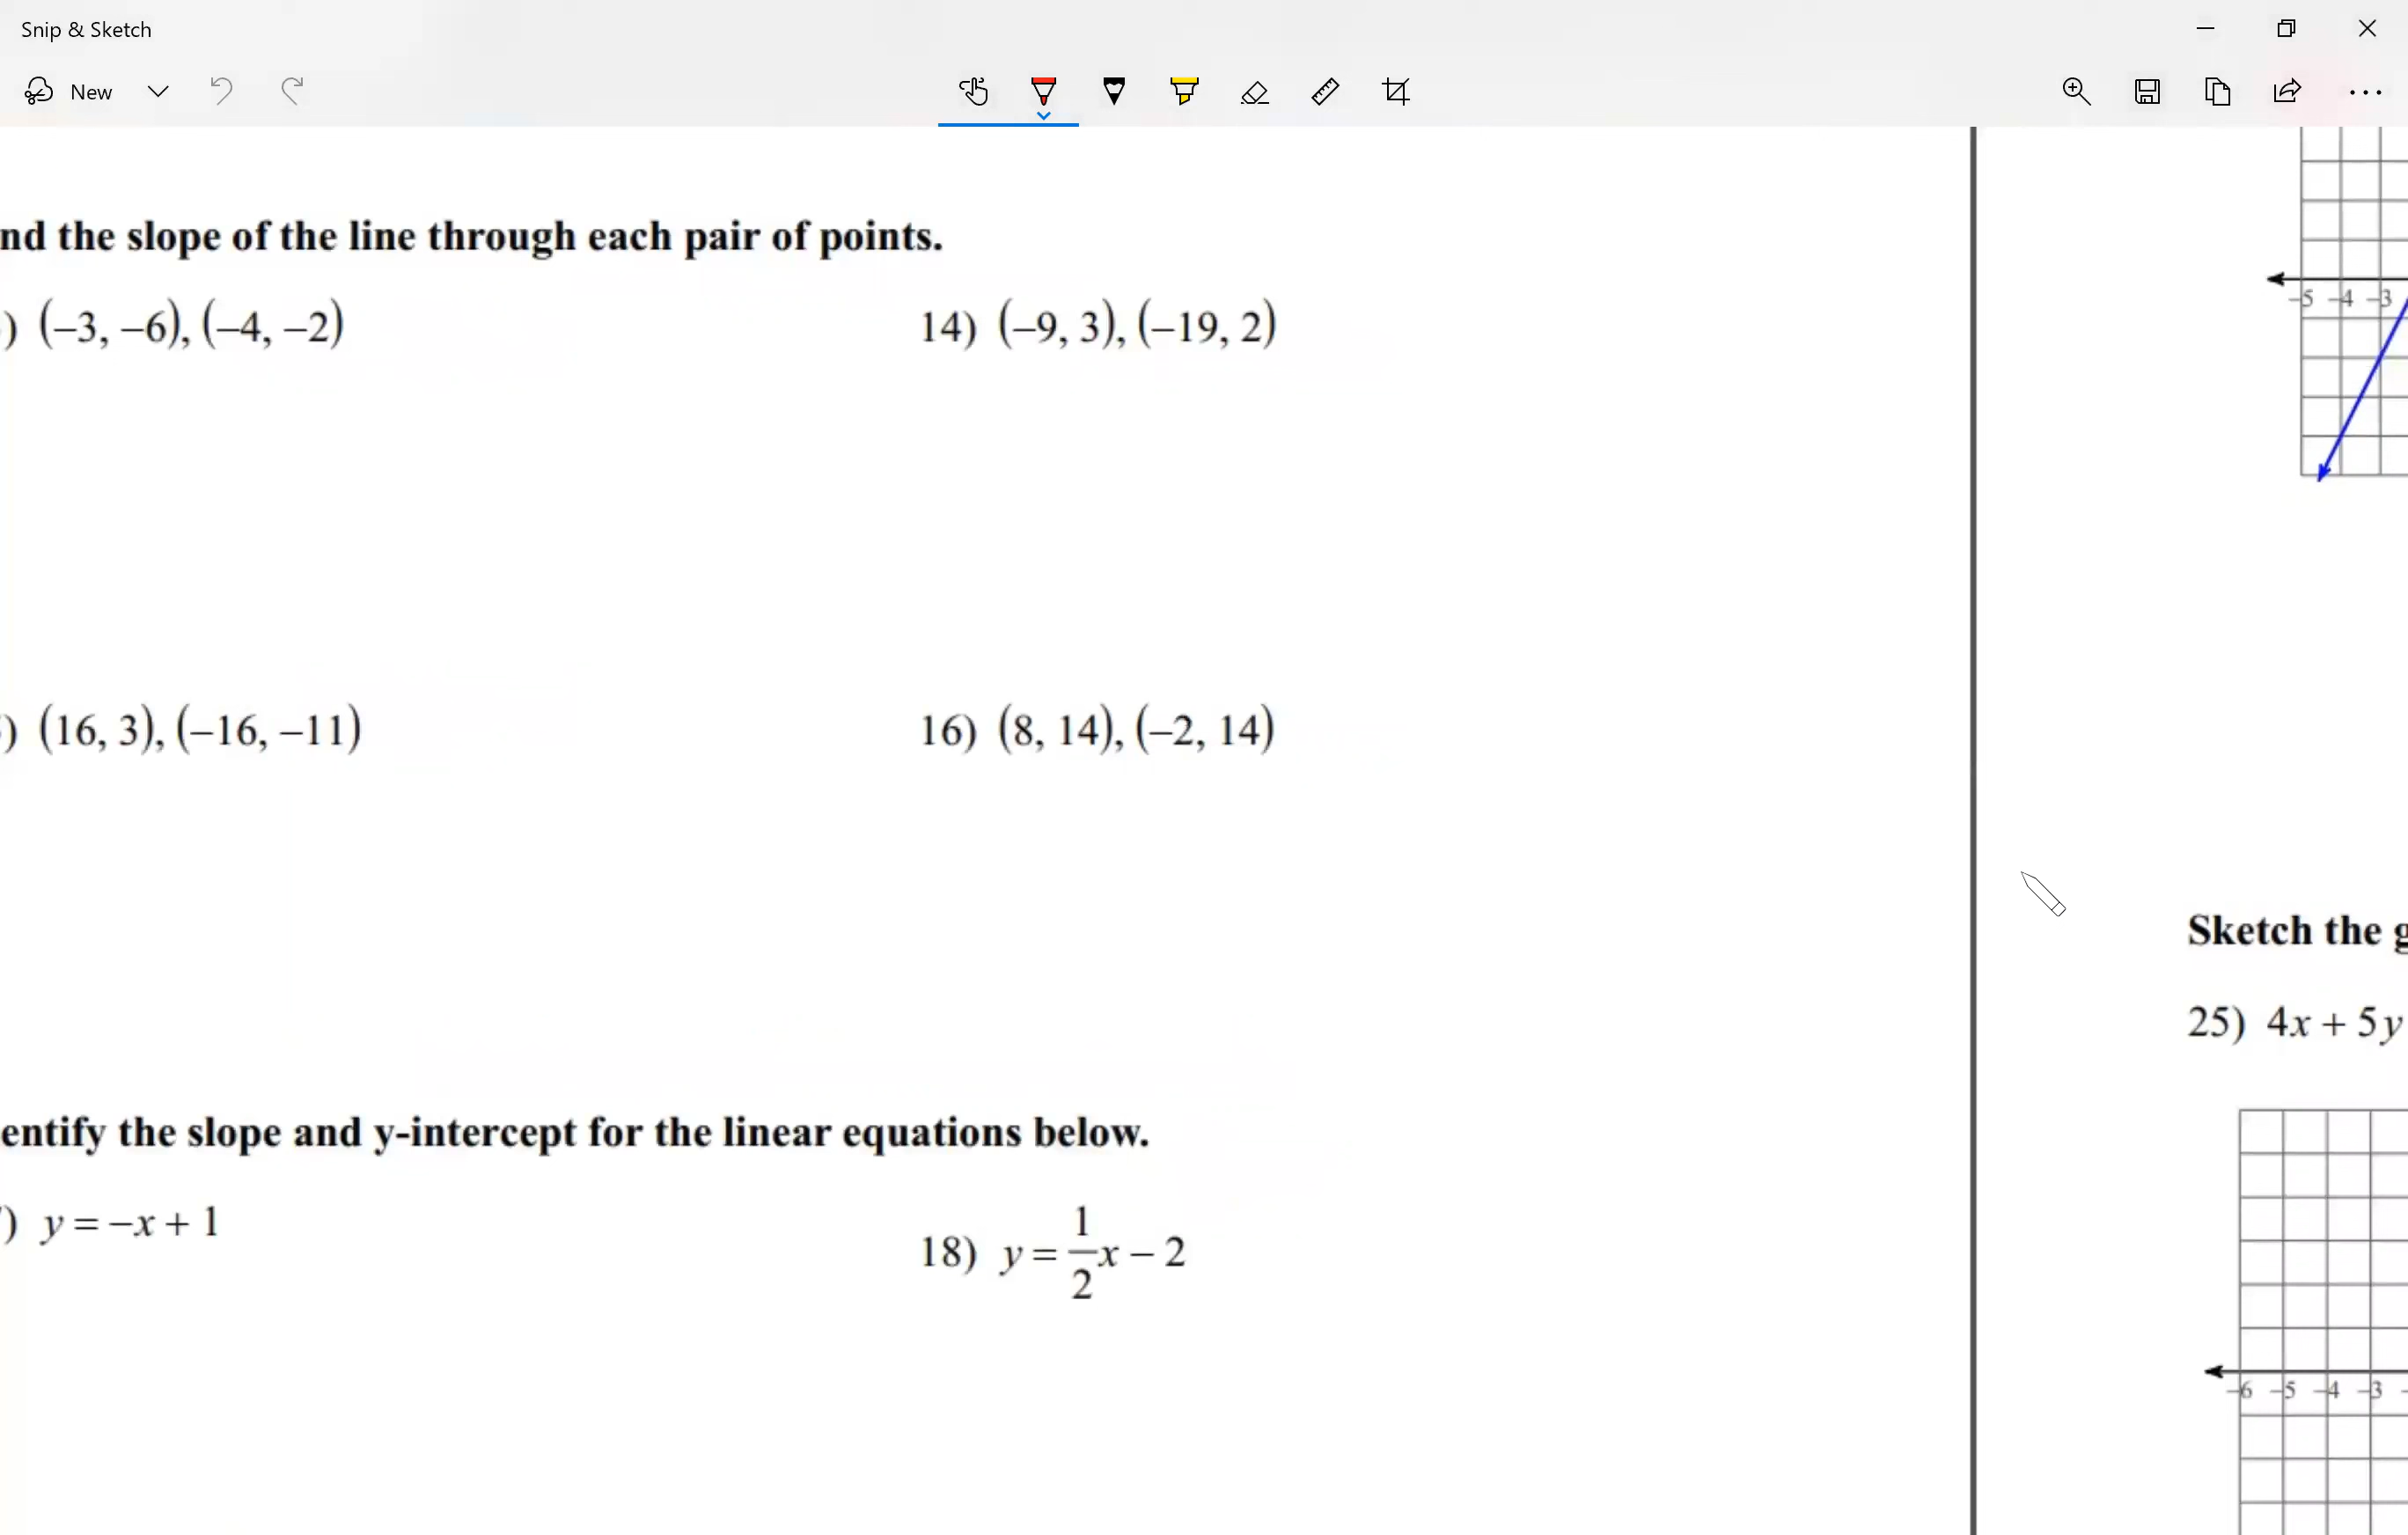 Snip & Sketch
New
nd the slope of the line through each pair of points.
) (–3, –6), (–4, –2)
14) (–9, 3), (–19, 2)
–5 –4 –3
) (16, 3), (–16, –11)
16) (8, 14), (–2, 14)
Sketch the g
25) 4x + 5y
entify the slope and y-intercept for the linear equations below.
) y = –x + 1
18) y = 1/2 x – 2
–6 –5 –4 –3